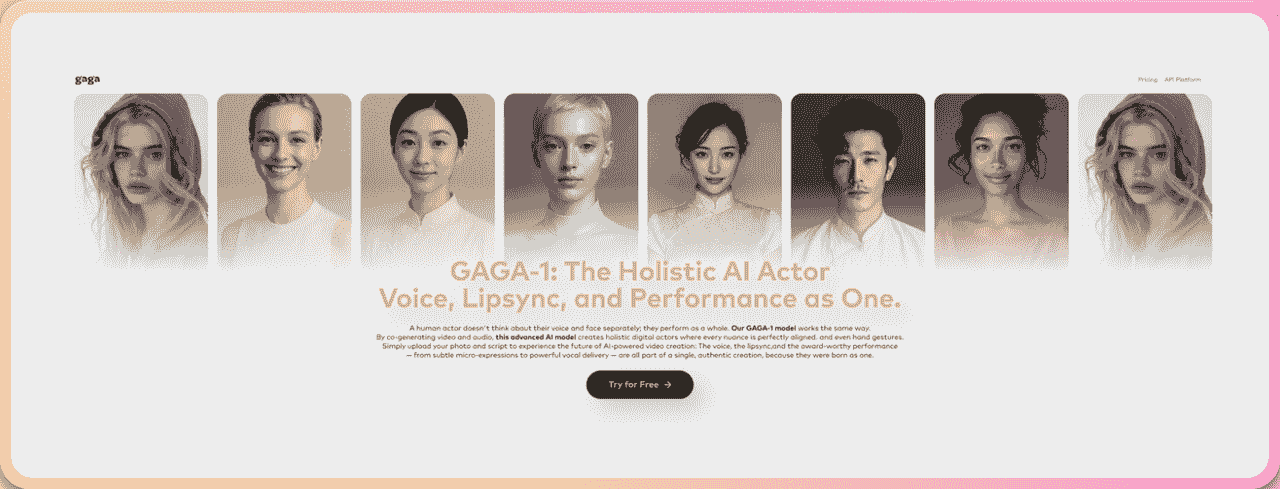 gaga
Pricing API Platform
GAGA-1: The Holistic AI Actor
Voice, Lipsync, and Performance as One.
A human actor doesn't think about their voice and face separately; they perform as a whole. Our GAGA-1 model works the same way.
By co-generating video and audio, this advanced AI model creates holistic digital actors where every nuance is perfectly aligned. and even hand gestures.
Simply upload your photo and script to experience the future of AI-powered video creation: The voice, the lipsync,and the award-worthy performance
— from subtle micro-expressions to powerful vocal delivery — are all part of a single, authentic creation, because they were born as one.
Try for Free →